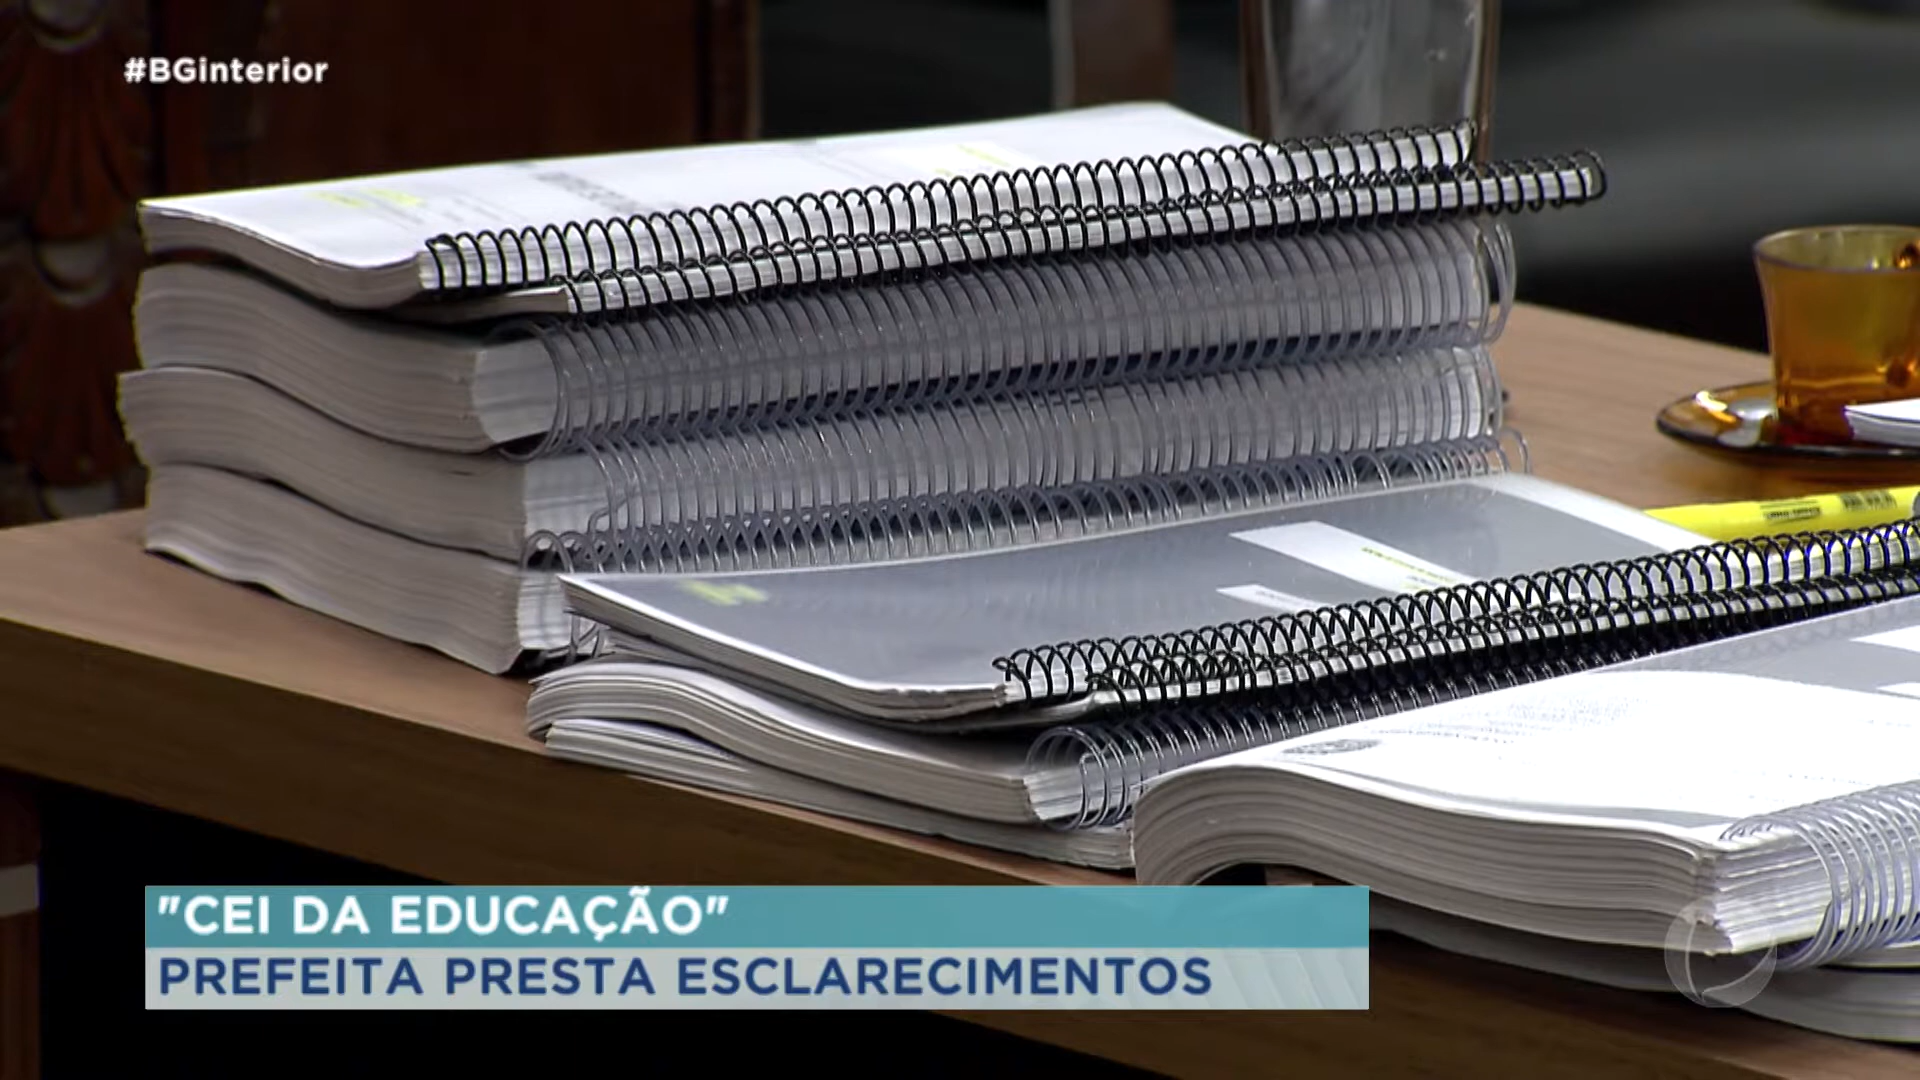 #BGinterior
"CEI DA EDUCAÇÃO"
PREFEITA PRESTA ESCLARECIMENTOS